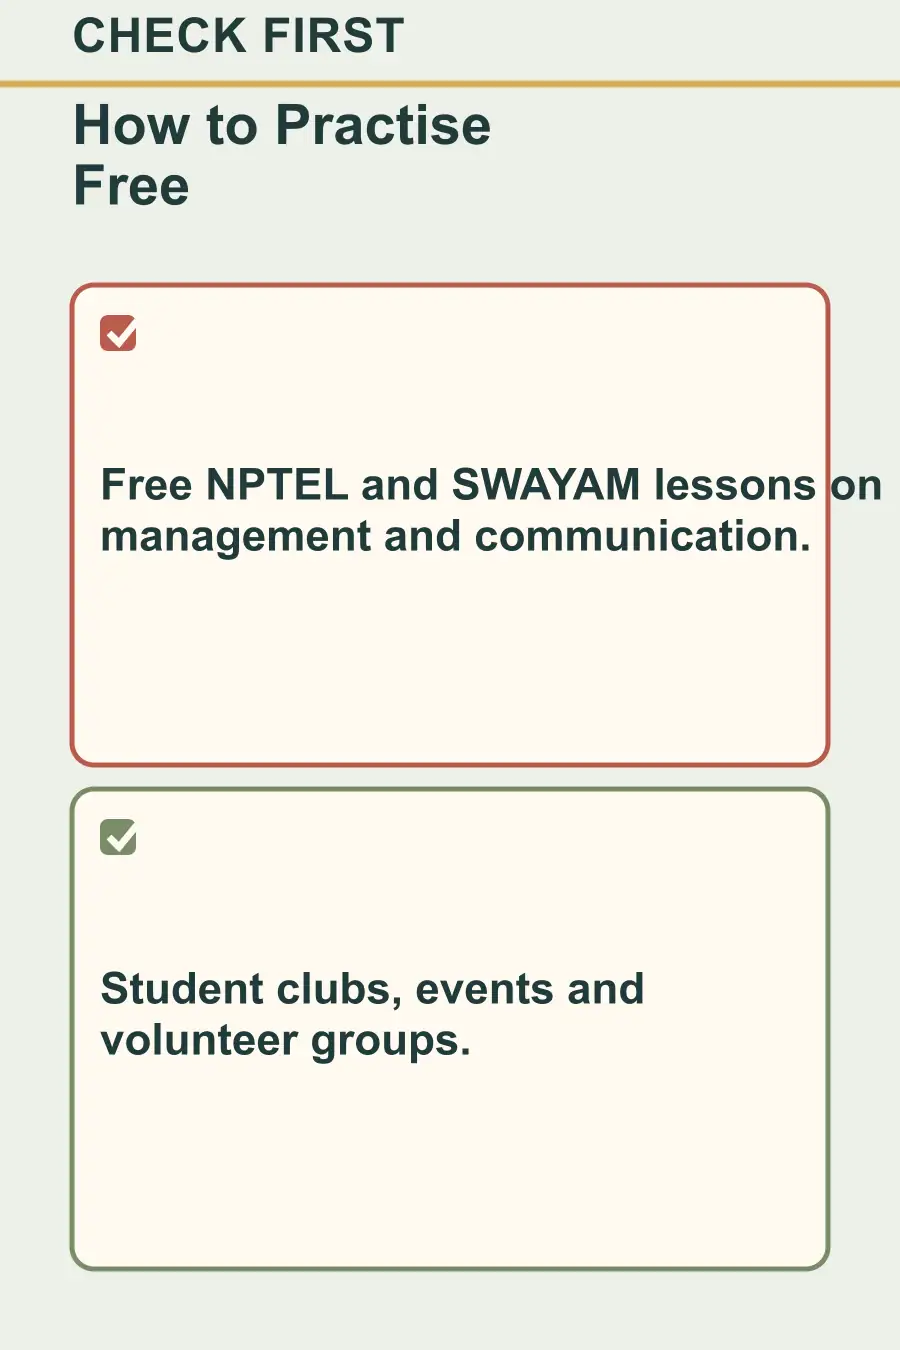 CHECK FIRST
How to Practise
Free
Free NPTEL and SWAYAM lessons on
management and communication.
Student clubs, events and
volunteer groups.